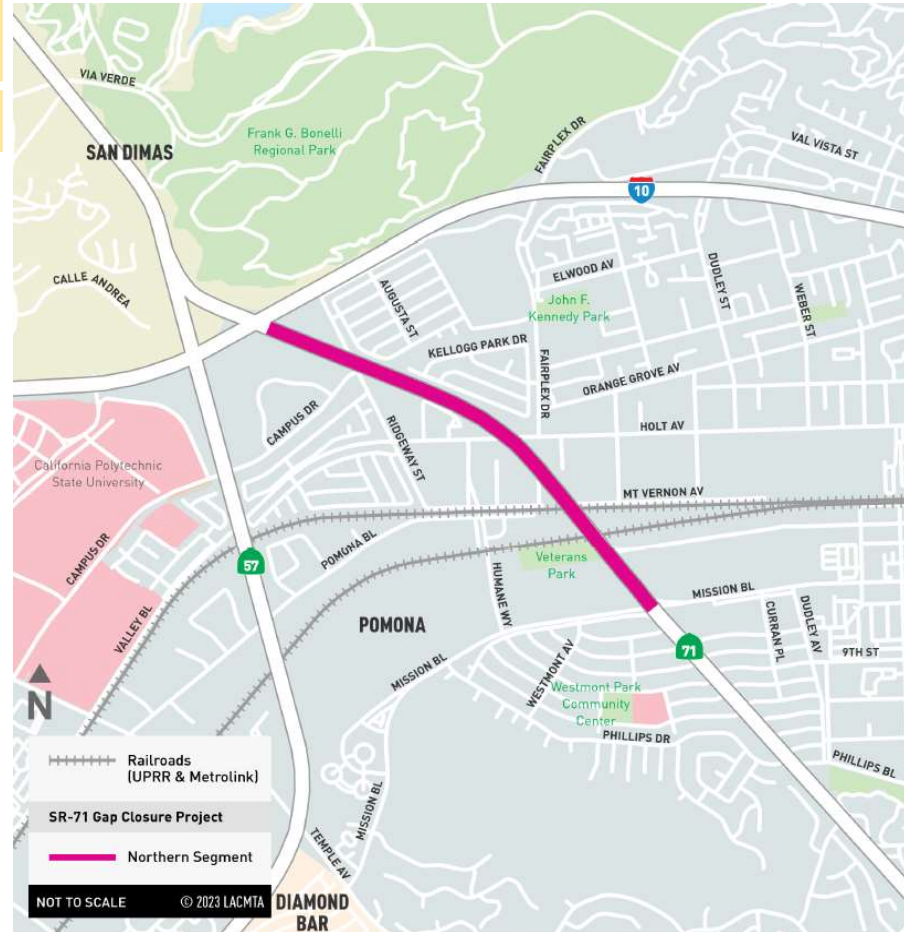 VIA VERDE
SAN DIMAS
Frank G. Bonelli
Regional Park
FAIRPLEX DR
VAL VISTA ST
10
CALLE ANDREA
AUGUSTA ST
ELWOOD AV
DUDLEY ST
WEBER ST
John F.
Kennedy Park
KELLOGG PARK DR
FAIRPLEX DR
ORANGE GROVE AV
CAMPUS DR
RIDGEWAY ST
HOLT AV
California Polytechnic
State University
MT VERNON AV
CAMPUS DR
57
POMONA BL
Veterans
Park
VALLEY BL
HUMANE WY
MISSION BL
POMONA
CURRAN PL
DUDLEY AV
71
9TH ST
MISSION BL
WESTMONT AV
Westmont Park
Community
Center
N
PHILLIPS DR
PHILLIPS BL
Railroads
(UPRR & Metrolink)
SR-71 Gap Closure Project
Northern Segment
MISSION BL
TEMPLE AV
NOT TO SCALE
© 2023 LACMTA
DIAMOND
BAR